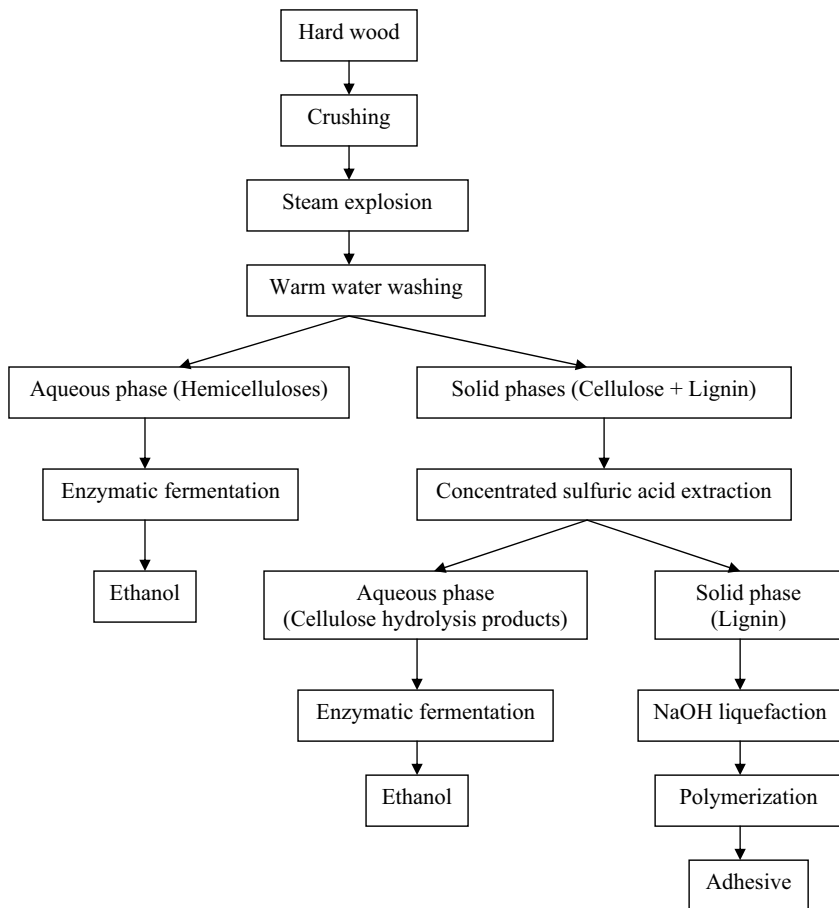 Hard wood
Crushing
Steam explosion
Warm water washing
Aqueous phase (Hemicelluloses)
Solid phases (Cellulose + Lignin)
Enzymatic fermentation
Concentrated sulfuric acid extraction
Ethanol
Aqueous phase
(Cellulose hydrolysis products)
Solid phase
(Lignin)
Enzymatic fermentation
NaOH liquefaction
Ethanol
Polymerization
Adhesive